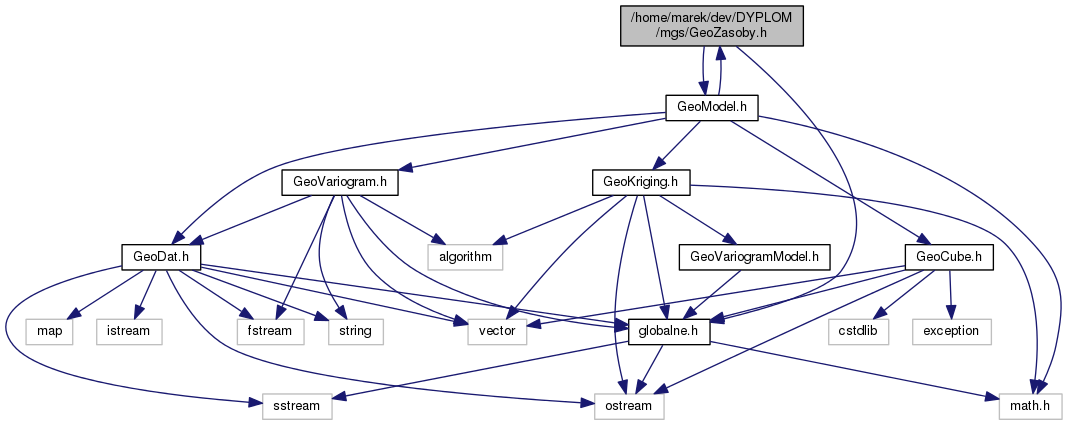 /home/marek/dev/DYPLOM
/mgs/GeoZasoby.h
GeoModel.h
GeoVariogram.h
GeoKriging.h
GeoDat.h
algorithm
GeoVariogramModel.h
GeoCube.h
map
istream
fstream
string
vector
globalne.h
cstdlib
exception
sstream
ostream
math.h